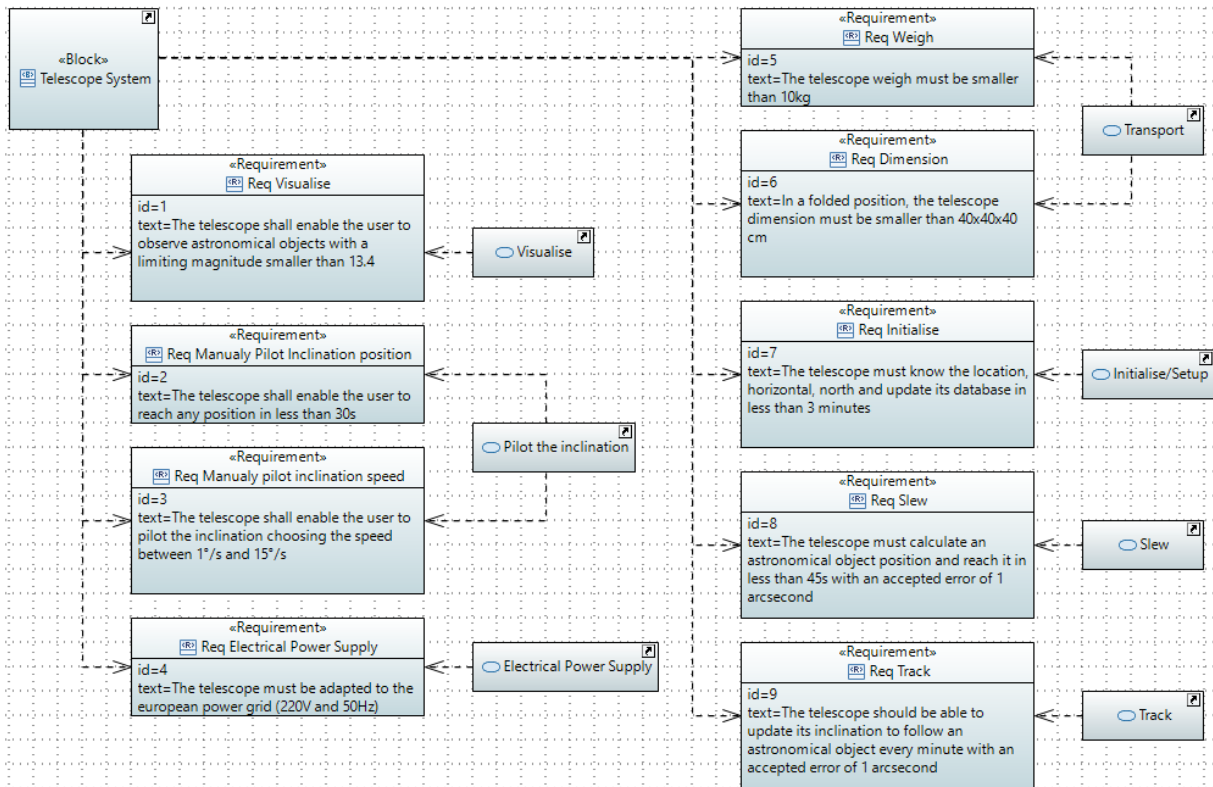 «Block»
Telescope System
«Requirement»
Req Visualise
id=1
text=The telescope shall enable the user to
observe astronomical objects with a
limiting magnitude smaller than 13.4
Visualise
«Requirement»
Req Manualy Pilot Inclination position
id=2
text=The telescope shall enable the user to
reach any position in less than 30s
Pilot the inclination
«Requirement»
Req Manualy pilot inclination speed
id=3
text=The telescope shall enable the user to
pilot the inclination choosing the speed
between 1°/s and 15°/s
«Requirement»
Req Electrical Power Supply
id=4
text=The telescope must be adapted to the
european power grid (220V and 50Hz)
Electrical Power Supply
«Requirement»
Req Weigh
id=5
text=The telescope weigh must be smaller
than 10kg
Transport
«Requirement»
Req Dimension
id=6
text=In a folded position, the telescope
dimension must be smaller than 40x40x40
cm
«Requirement»
Req Initialise
id=7
text=The telescope must know the location,
horizontal, north and update its database in
less than 3 minutes
Initialise/Setup
«Requirement»
Req Slew
id=8
text=The telescope must calculate an
astronomical object position and reach it in
less than 45s with an accepted error of 1
arcsecond
Slew
«Requirement»
Req Track
id=9
text=The telescope should be able to
update its inclination to follow an
astronomical object every minute with an
accepted error of 1 arcsecond
Track